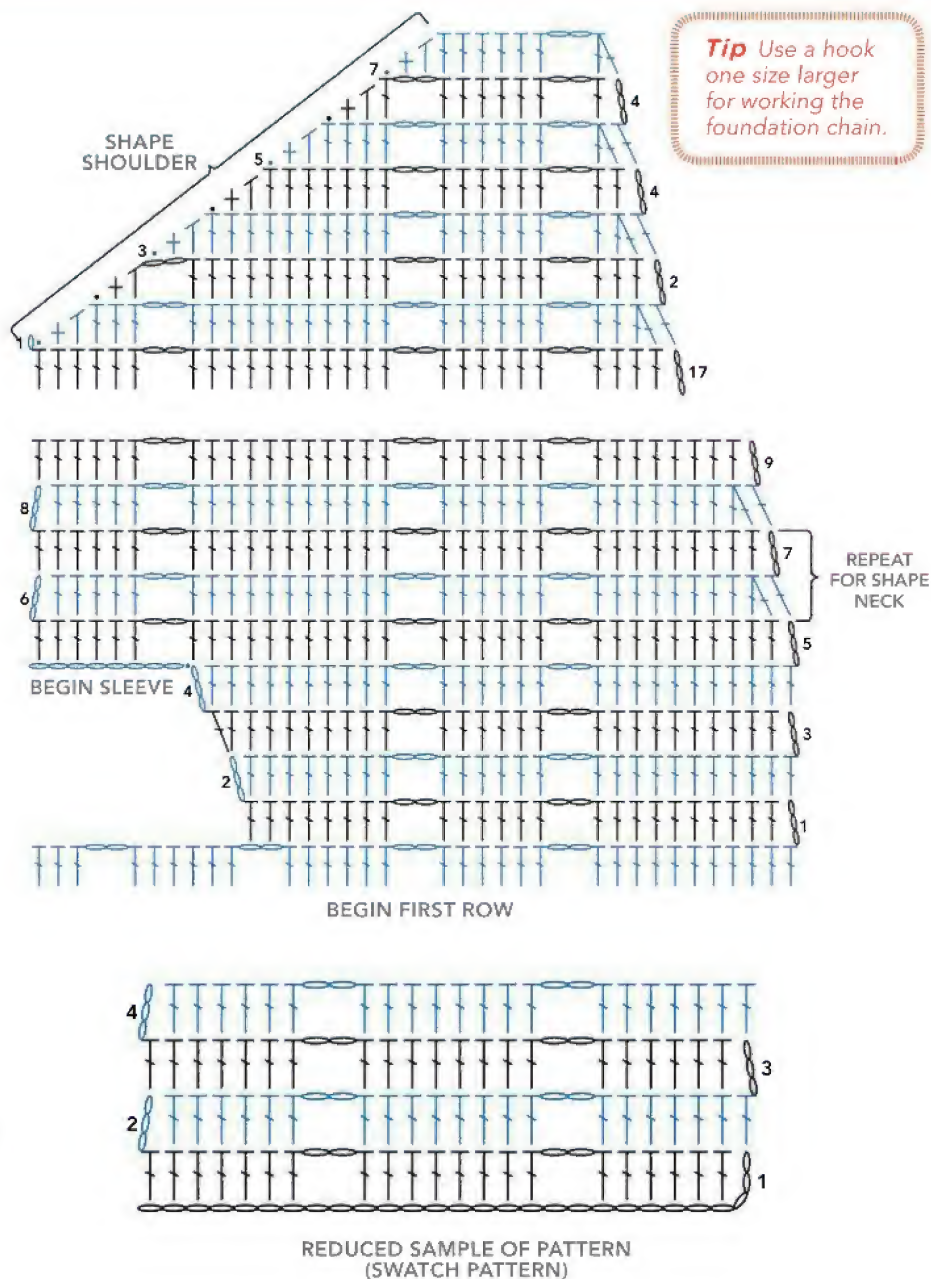 Tip Use a hook
one size larger
for working the
foundation chain.
SHAPE
SHOULDER
7
4
5
4
3
2
1
17
9
8
7
REPEAT
FOR SHAPE
NECK
6
5
BEGIN SLEEVE 4
3
2
1
BEGIN FIRST ROW
4
3
2
1
REDUCED SAMPLE OF PATTERN
(SWATCH PATTERN)